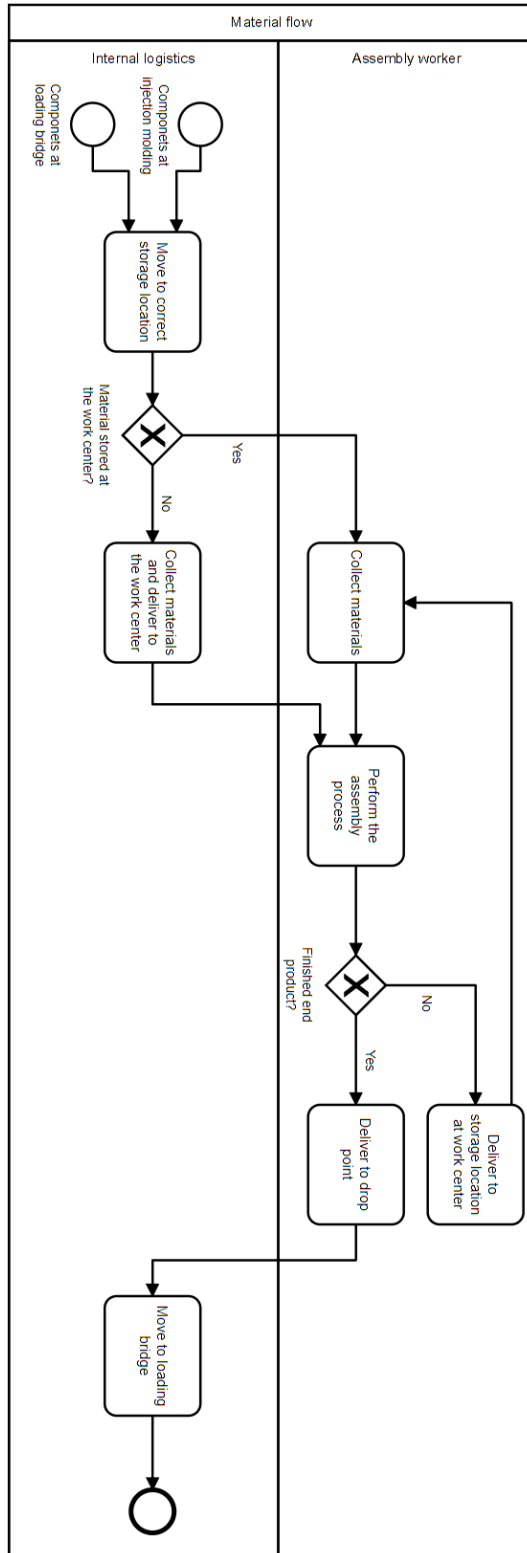 Material flow
Internal logistics
Assembly worker
Componets at
loading bridge
Componets at
injection molding
Move to correct
storage location
Material stored at
the work center?
Yes
No
Collect materials
and deliver to
the work center
Collect materials
Perform the
assembly
process
Finished end
product?
No
Yes
Deliver to
storage location
at work center
Deliver to drop
point
Move to loading
bridge